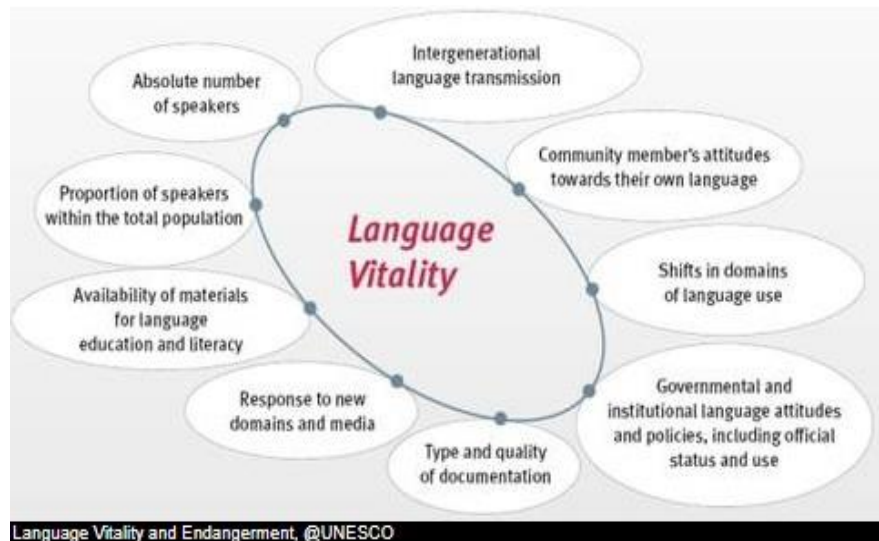 Intergenerational
language transmission
Absolute number
of speakers
Community member's attitudes
towards their own language
Proportion of speakers
within the total population
Language
Vitality
Shifts in domains
of language use
Availability of materials
for language
education and literacy
Response to new
domains and media
Governmental and
institutional language attitudes
and policies, including official
status and use
Type and quality
of documentation
Language Vitality and Endangerment, @UNESCO